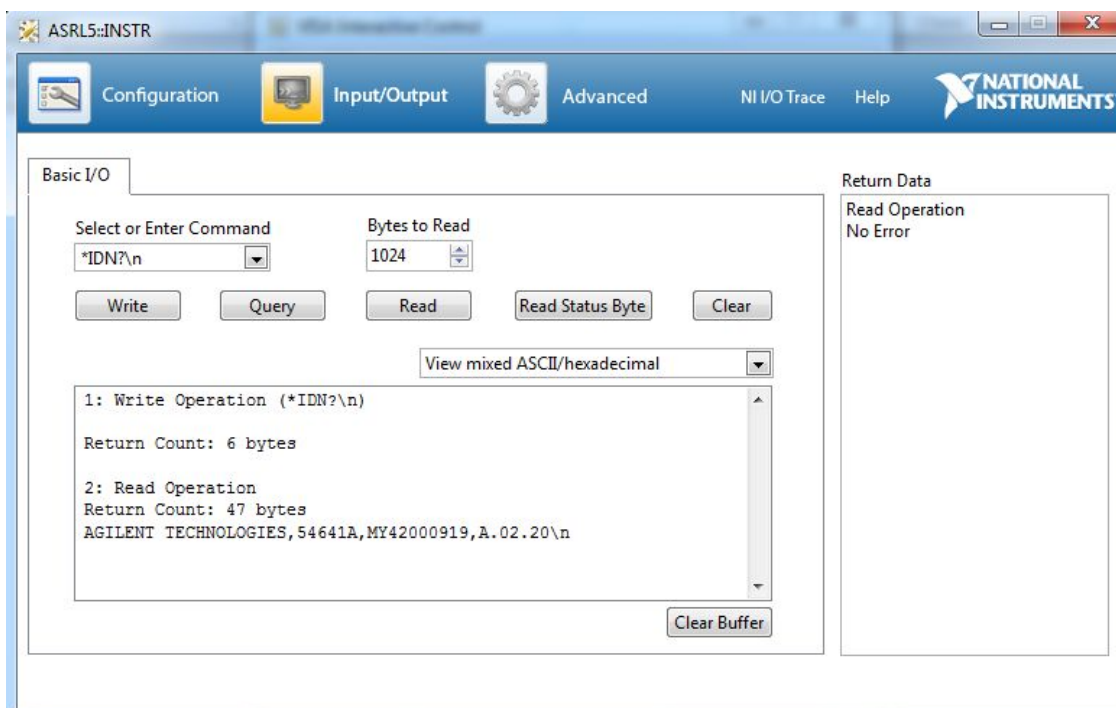 ASRL5::INSTR
Configuration Input/Output Advanced NI I/O Trace Help NATIONAL
INSTRUMENTS
Basic I/O
Select or Enter Command Bytes to Read
*IDN?\n 1024
Write Query Read Read Status Byte Clear
View mixed ASCII/hexadecimal
1: Write Operation (*IDN?\n)
Return Count: 6 bytes
2: Read Operation
Return Count: 47 bytes
AGILENT TECHNOLOGIES,54641A,MY42000919,A.02.20\n
Clear Buffer
Return Data
Read Operation
No Error